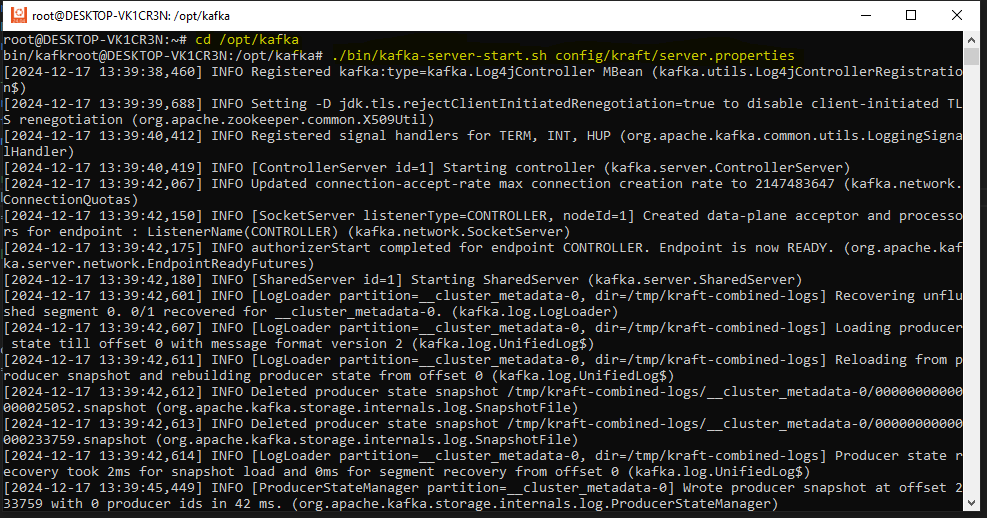 root@DESKTOP-VK1CR3N: /opt/kafka
root@DESKTOP-VK1CR3N:~# cd /opt/kafka
bin/kafkroot@DESKTOP-VK1CR3N:/opt/kafka# ./bin/kafka-server-start.sh config/kraft/server.properties
[2024-12-17 13:39:38,460] INFO Registered kafka:type=kafka.Log4jController MBean (kafka.utils.Log4jControllerRegistratio
n$)
[2024-12-17 13:39:39,688] INFO Setting -D jdk.tls.rejectClientInitiatedRenegotiation=true to disable client-initiated TL
S renegotiation (org.apache.zookeeper.common.X509Util)
[2024-12-17 13:39:40,412] INFO Registered signal handlers for TERM, INT, HUP (org.apache.kafka.common.utils.LoggingSigna
lHandler)
[2024-12-17 13:39:40,419] INFO [ControllerServer id=1] Starting controller (kafka.server.ControllerServer)
[2024-12-17 13:39:42,067] INFO Updated connection-accept-rate max connection creation rate to 2147483647 (kafka.network.
ConnectionQuotas)
[2024-12-17 13:39:42,150] INFO [SocketServer listenerType=CONTROLLER, nodeId=1] Created data-plane acceptor and processo
rs for endpoint : ListenerName(CONTROLLER) (kafka.network.SocketServer)
[2024-12-17 13:39:42,175] INFO authorizerStart completed for endpoint CONTROLLER. Endpoint is now READY. (org.apache.kaf
ka.server.network.EndpointReadyFutures)
[2024-12-17 13:39:42,180] INFO [SharedServer id=1] Starting SharedServer (kafka.server.SharedServer)
[2024-12-17 13:39:42,601] INFO [LogLoader partition=__cluster_metadata-0, dir=/tmp/kraft-combined-logs] Recovering unflu
shed segment 0. 0/1 recovered for __cluster_metadata-0. (kafka.log.LogLoader)
[2024-12-17 13:39:42,607] INFO [LogLoader partition=__cluster_metadata-0, dir=/tmp/kraft-combined-logs] Loading producer
 state till offset 0 with message format version 2 (kafka.log.UnifiedLog$)
[2024-12-17 13:39:42,611] INFO [LogLoader partition=__cluster_metadata-0, dir=/tmp/kraft-combined-logs] Reloading from p
roducer snapshot and rebuilding producer state from offset 0 (kafka.log.UnifiedLog$)
[2024-12-17 13:39:42,612] INFO Deleted producer state snapshot /tmp/kraft-combined-logs/__cluster_metadata-0/00000000000
000025052.snapshot (org.apache.kafka.storage.internals.log.SnapshotFile)
[2024-12-17 13:39:42,613] INFO Deleted producer state snapshot /tmp/kraft-combined-logs/__cluster_metadata-0/00000000000
000233759.snapshot (org.apache.kafka.storage.internals.log.SnapshotFile)
[2024-12-17 13:39:42,614] INFO [LogLoader partition=__cluster_metadata-0, dir=/tmp/kraft-combined-logs] Producer state r
ecovery took 2ms for snapshot load and 0ms for segment recovery from offset 0 (kafka.log.UnifiedLog$)
[2024-12-17 13:39:45,449] INFO [ProducerStateManager partition=__cluster_metadata-0] Wrote producer snapshot at offset 2
33759 with 0 producer ids in 42 ms. (org.apache.kafka.storage.internals.log.ProducerStateManager)